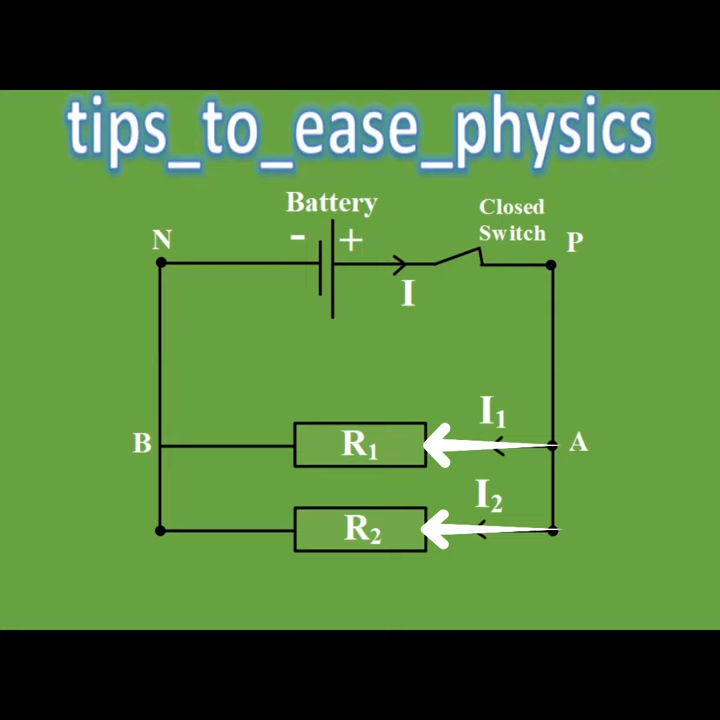 tips_to_ease_physics
Battery
Closed
Switch
N
- +
P
I
I₁
B
R₁
A
I₂
R₂